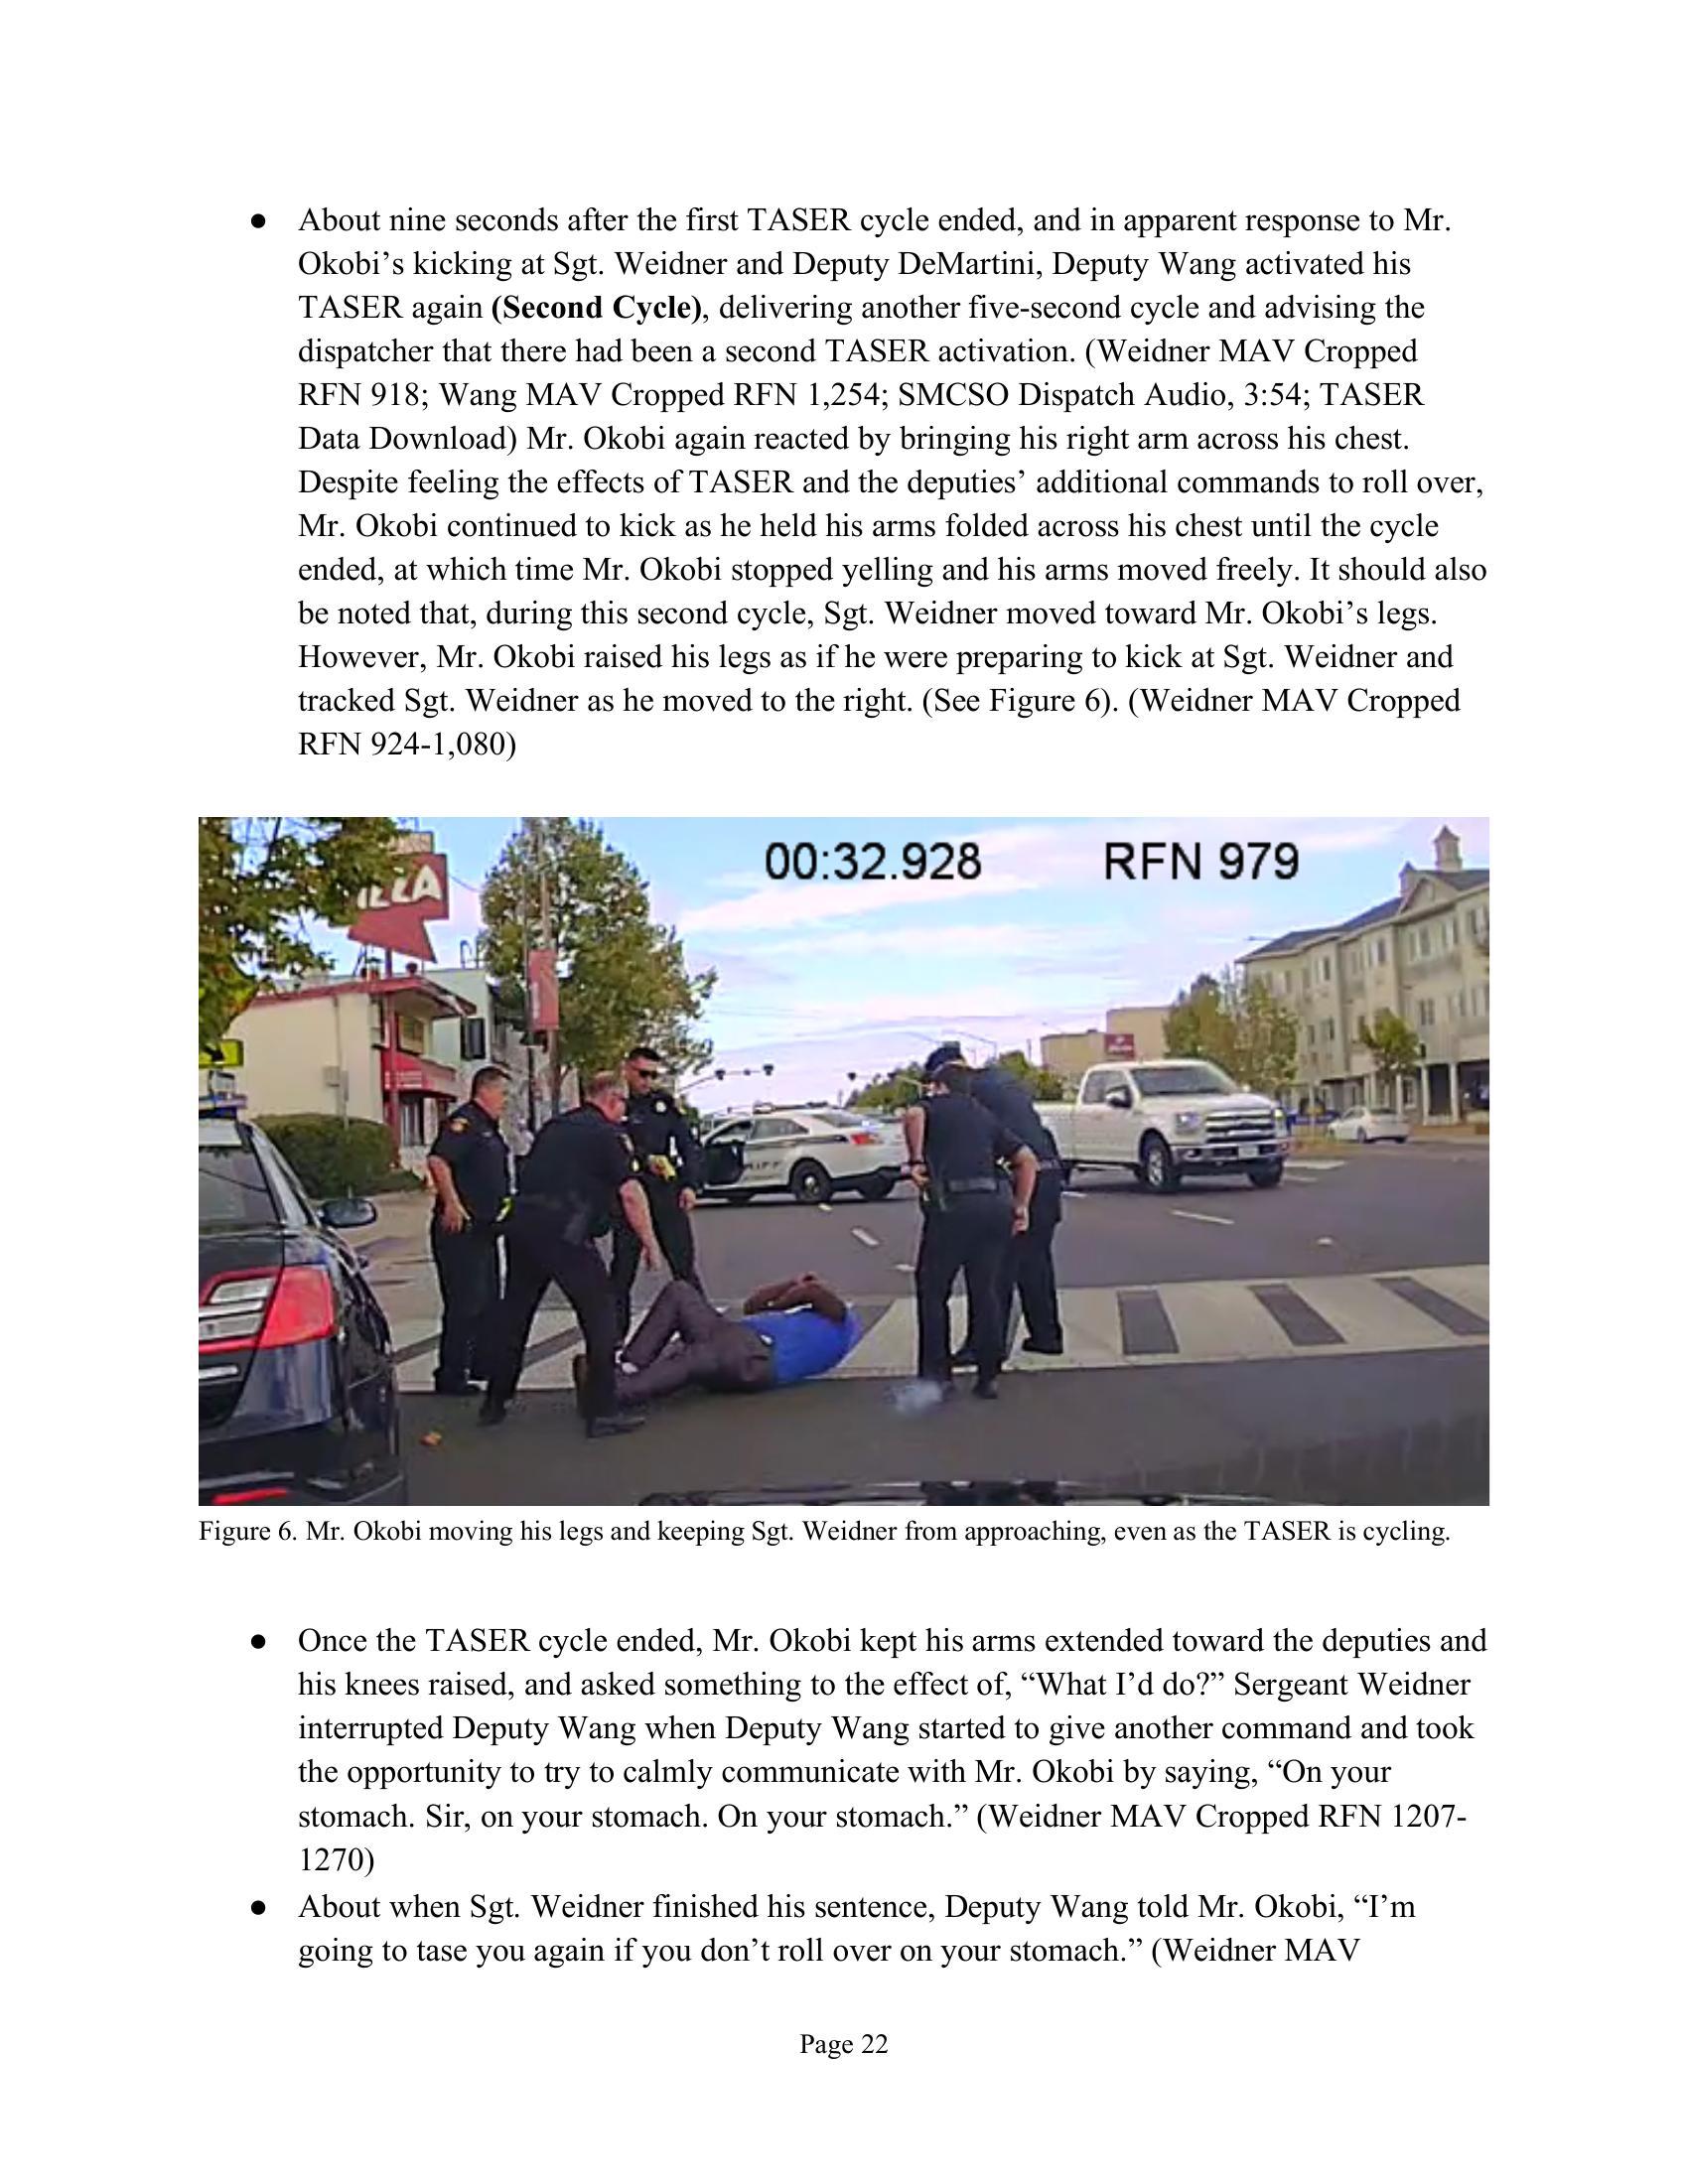 ● About nine seconds after the first TASER cycle ended, and in apparent response to Mr.
Okobi’s kicking at Sgt. Weidner and Deputy DeMartini, Deputy Wang activated his
TASER again (Second Cycle), delivering another five-second cycle and advising the
dispatcher that there had been a second TASER activation. (Weidner MAV Cropped
RFN 918; Wang MAV Cropped RFN 1,254; SMCSO Dispatch Audio, 3:54; TASER
Data Download) Mr. Okobi again reacted by bringing his right arm across his chest.
Despite feeling the effects of TASER and the deputies’ additional commands to roll over,
Mr. Okobi continued to kick as he held his arms folded across his chest until the cycle
ended, at which time Mr. Okobi stopped yelling and his arms moved freely. It should also
be noted that, during this second cycle, Sgt. Weidner moved toward Mr. Okobi’s legs.
However, Mr. Okobi raised his legs as if he were preparing to kick at Sgt. Weidner and
tracked Sgt. Weidner as he moved to the right. (See Figure 6). (Weidner MAV Cropped
RFN 924-1,080)
00:32.928 RFN 979
Figure 6. Mr. Okobi moving his legs and keeping Sgt. Weidner from approaching, even as the TASER is cycling.
● Once the TASER cycle ended, Mr. Okobi kept his arms extended toward the deputies and
his knees raised, and asked something to the effect of, “What I’d do?” Sergeant Weidner
interrupted Deputy Wang when Deputy Wang started to give another command and took
the opportunity to try to calmly communicate with Mr. Okobi by saying, “On your
stomach. Sir, on your stomach. On your stomach.” (Weidner MAV Cropped RFN 1207-
1270)
● About when Sgt. Weidner finished his sentence, Deputy Wang told Mr. Okobi, “I’m
going to tase you again if you don’t roll over on your stomach.” (Weidner MAV
Page 22